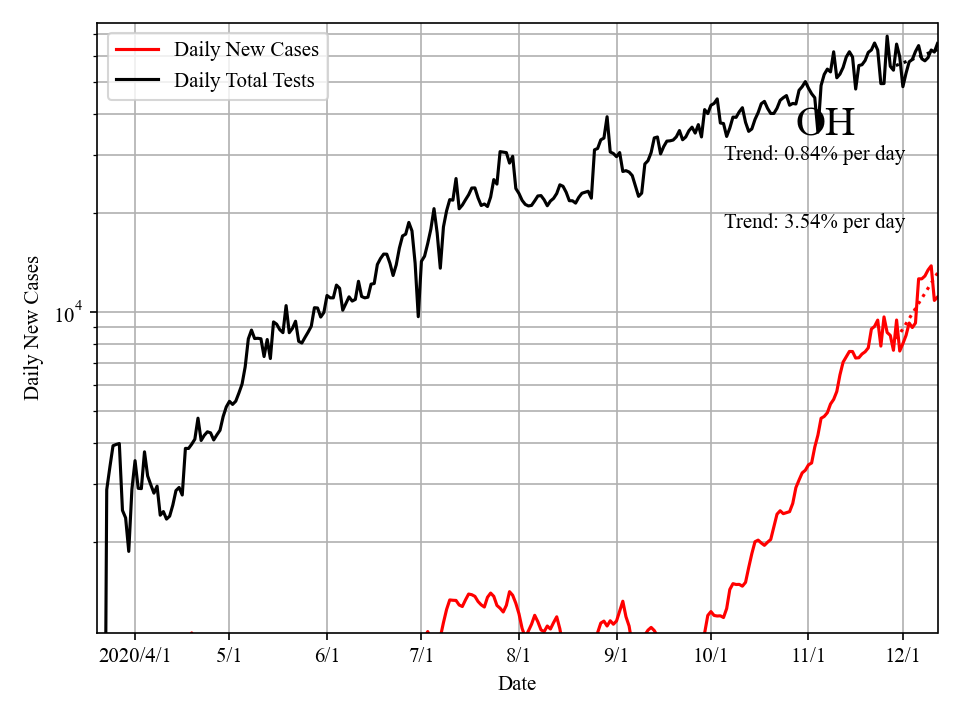 Daily New Cases
Daily Total Tests
OH
Trend: 0.84% per day
Trend: 3.54% per day
Daily New Cases
10^4
2020/4/1 5/1 6/1 7/1 8/1 9/1 10/1 11/1 12/1
Date